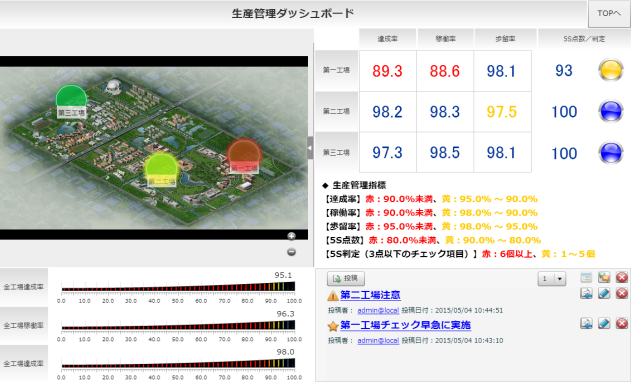 生産管理ダッシュボード
TOPへ
達成率 稼働率 歩留率 5S点数／判定
第一工場 89.3 88.6 98.1 93
第二工場 98.2 98.3 97.5 100
第三工場 97.3 98.5 98.1 100
第三工場
第一工場
◆ 生産管理指標
【達成率】赤：90.0%未満、黄：95.0% ～ 90.0%
【稼働率】赤：90.0%未満、黄：98.0% ～ 90.0%
【歩留率】赤：95.0%未満、黄：98.0% ～ 95.0%
【5S点数】赤：80.0%未満、黄：90.0% ～ 80.0%
【5S判定（3点以下のチェック項目）】赤：6個以上、黄：1～5個
全工場達成率 95.1
0.0 10.0 20.0 30.0 40.0 50.0 60.0 70.0 80.0 90.0 100.0
全工場稼働率 96.3
0.0 10.0 20.0 30.0 40.0 50.0 60.0 70.0 80.0 90.0 100.0
全工場達成率 98.0
0.0 10.0 20.0 30.0 40.0 50.0 60.0 70.0 80.0 90.0 100.0
投稿 1
第二工場注意
投稿者： admin@local 投稿日付：2015/05/04 10:44:51
第一工場チェック早急に実施
投稿者： admin@local 投稿日付：2015/05/04 10:43:10